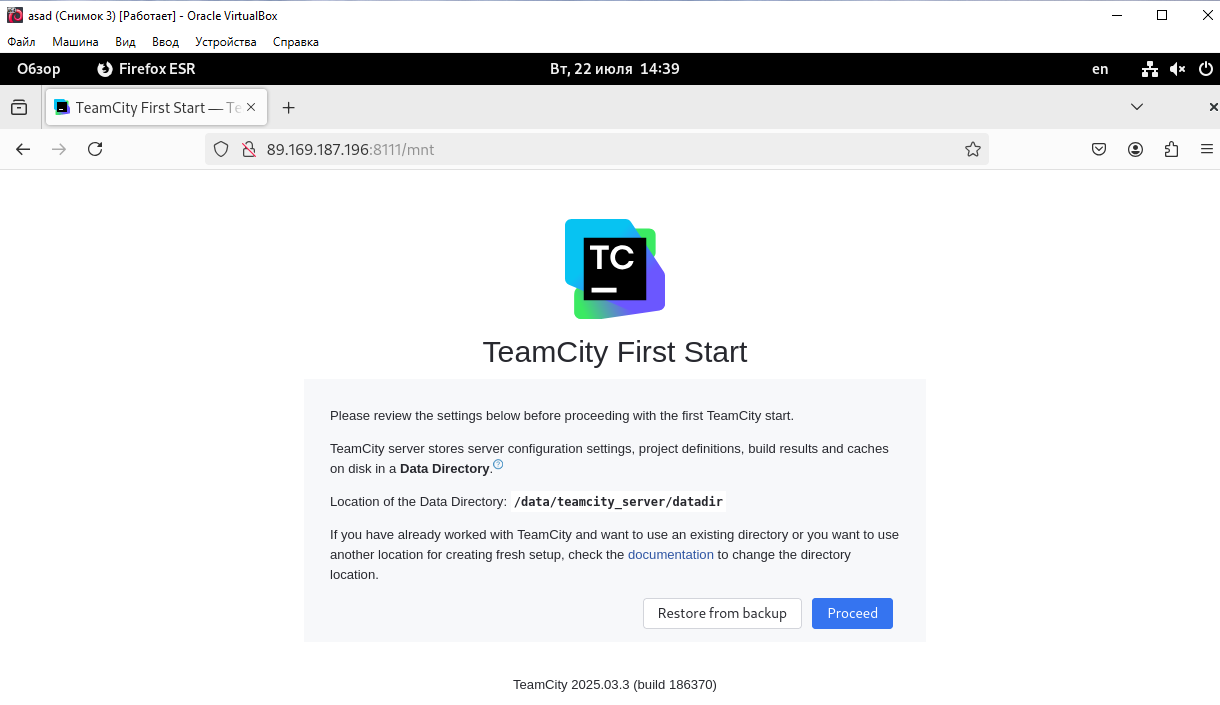 asad (Снимок 3) [Работает] - Oracle VirtualBox
Файл Машина Вид Ввод Устройства Справка
Обзор Firefox ESR Вт, 22 июля 14:39 en
TeamCity First Start — Te
89.169.187.196:8111/mnt
TC
TeamCity First Start
Please review the settings below before proceeding with the first TeamCity start.
TeamCity server stores server configuration settings, project definitions, build results and caches
on disk in a Data Directory.
Location of the Data Directory: /data/teamcity_server/datadir
If you have already worked with TeamCity and want to use an existing directory or you want to use
another location for creating fresh setup, check the documentation to change the directory
location.
Restore from backup Proceed
TeamCity 2025.03.3 (build 186370)